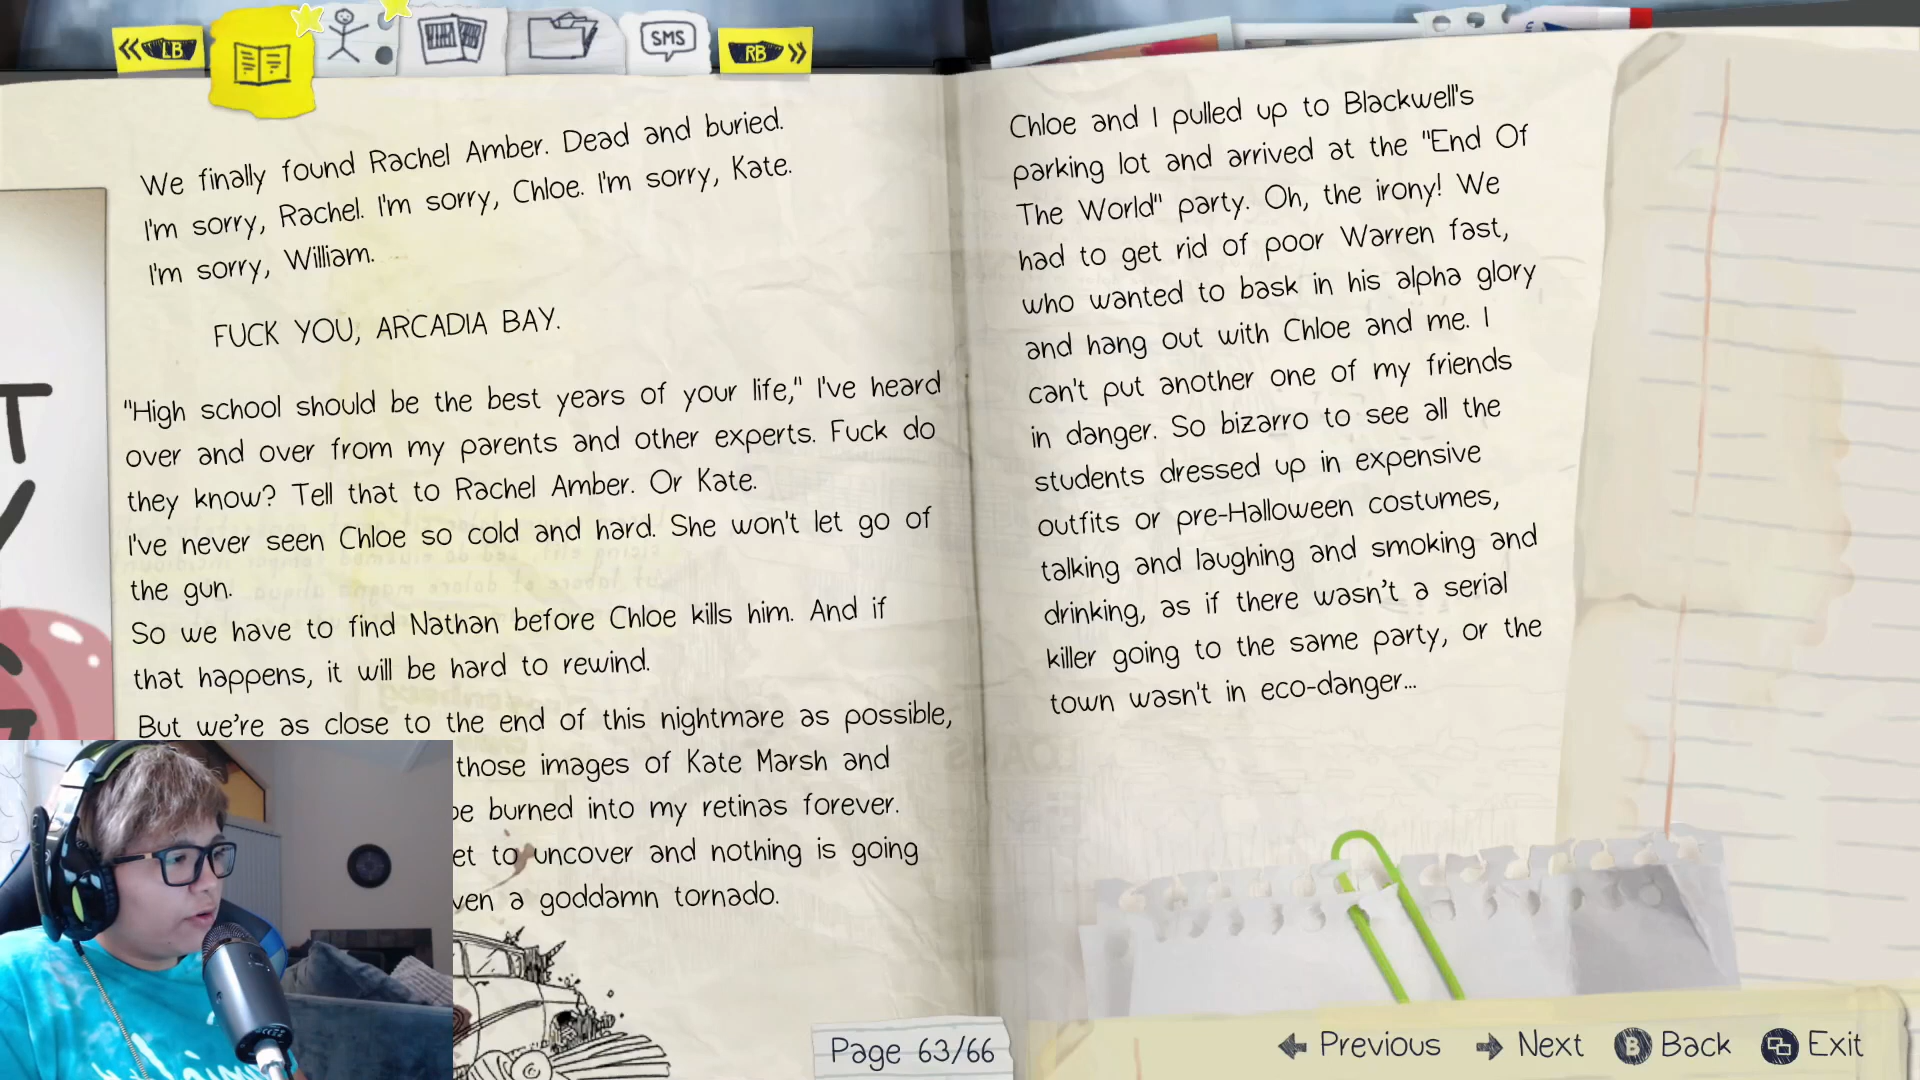 LB
SMS
RB
We finally found Rachel Amber. Dead and buried.
I'm sorry, Rachel. I'm sorry, Chloe. I'm sorry, Kate.
I'm sorry, William.
FUCK YOU, ARCADIA BAY.
"High school should be the best years of your life," I've heard
over and over from my parents and other experts. Fuck do
they know? Tell that to Rachel Amber. Or Kate.
I've never seen Chloe so cold and hard. She won't let go of
the gun.
So we have to find Nathan before Chloe kills him. And if
that happens, it will be hard to rewind.
But we're as close to the end of this nightmare as possible,
those images of Kate Marsh and
be burned into my retinas forever.
et to uncover and nothing is going
ven a goddamn tornado.
Chloe and I pulled up to Blackwell's
parking lot and arrived at the "End Of
The World" party. Oh, the irony! We
had to get rid of poor Warren fast,
who wanted to bask in his alpha glory
and hang out with Chloe and me. I
can't put another one of my friends
in danger. So bizarro to see all the
students dressed up in expensive
outfits or pre-Halloween costumes,
talking and laughing and smoking and
drinking, as if there wasn't a serial
killer going to the same party, or the
town wasn't in eco-danger...
Page 63/66
Previous
Next
B Back
Exit